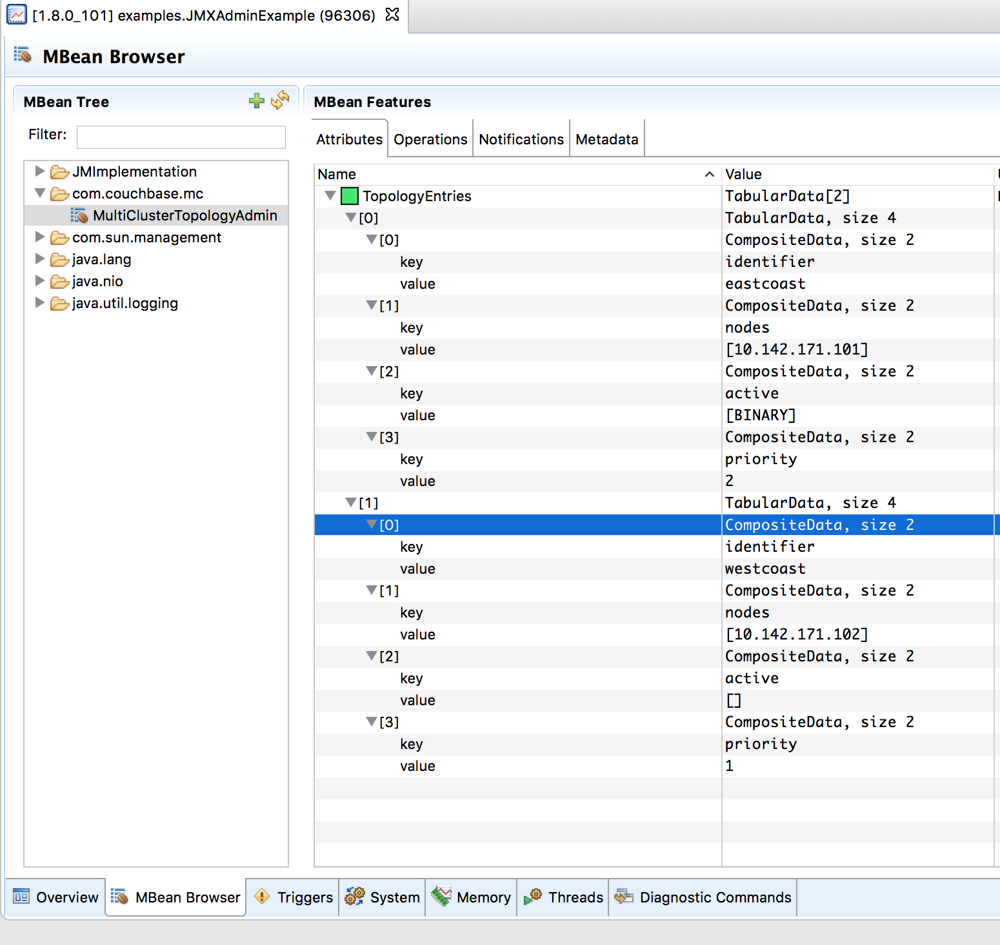 [1.8.0_101] examples.JMXAdminExample (96306)
MBean Browser
MBean Tree
Filter:
JMImplementation
com.couchbase.mc
MultiClusterTopologyAdmin
com.sun.management
java.lang
java.nio
java.util.logging
MBean Features
Attributes Operations Notifications Metadata
Name Value
TopologyEntries TabularData[2]
[0] TabularData, size 4
[0] CompositeData, size 2
key identifier
value eastcoast
[1] CompositeData, size 2
key nodes
value [10.142.171.101]
[2] CompositeData, size 2
key active
value [BINARY]
[3] CompositeData, size 2
key priority
value 2
[1] TabularData, size 4
[0] CompositeData, size 2
key identifier
value westcoast
[1] CompositeData, size 2
key nodes
value [10.142.171.102]
[2] CompositeData, size 2
key active
value []
[3] CompositeData, size 2
key priority
value 1
Overview MBean Browser Triggers System Memory Threads Diagnostic Commands